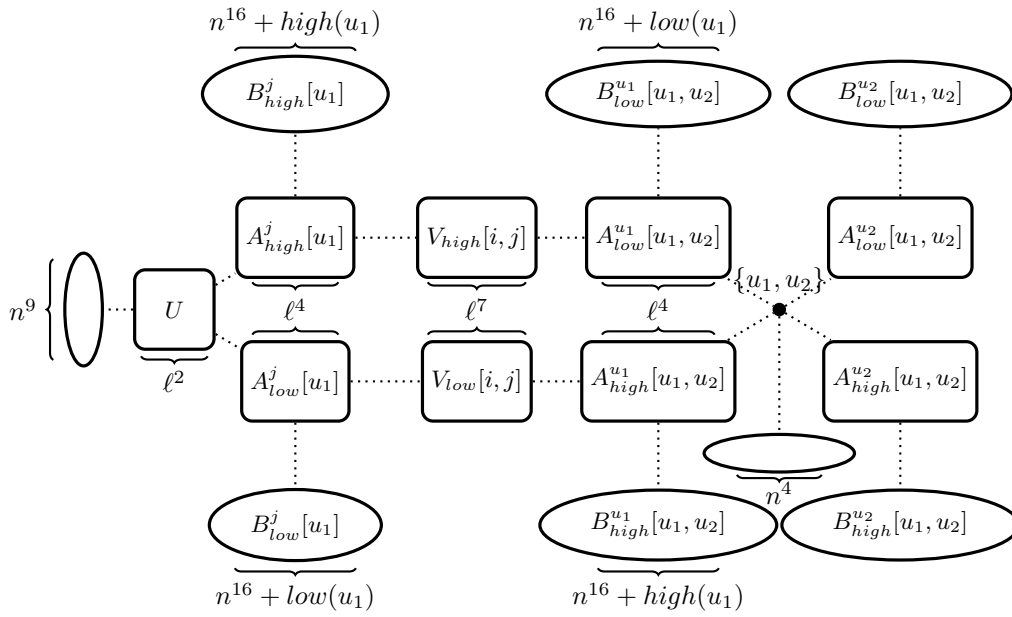 n^{16} + high(u_1) n^{16} + low(u_1)
B^j_{high}[u_1] B^{u_1}_{low}[u_1, u_2] B^{u_2}_{low}[u_1, u_2]
A^j_{high}[u_1] V_{high}[i, j] A^{u_1}_{low}[u_1, u_2] A^{u_2}_{low}[u_1, u_2]
{u_1, u_2}
n^9 U ℓ^4 ℓ^7 ℓ^4
ℓ^2
A^j_{low}[u_1] V_{low}[i, j] A^{u_1}_{high}[u_1, u_2] A^{u_2}_{high}[u_1, u_2]
n^4
B^j_{low}[u_1] B^{u_1}_{high}[u_1, u_2] B^{u_2}_{high}[u_1, u_2]
n^{16} + low(u_1) n^{16} + high(u_1)